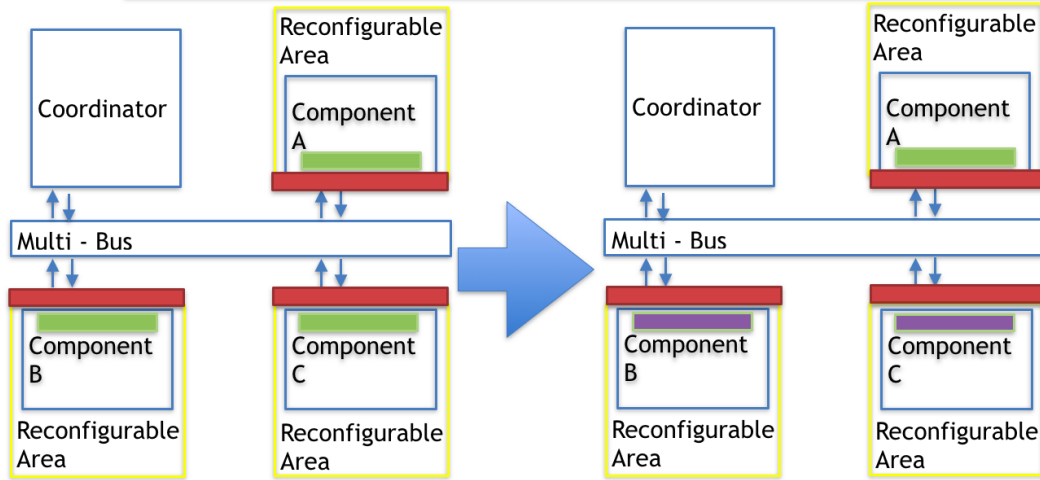 Coordinator
Reconfigurable
Area
Component
A
Multi - Bus
Component
B
Reconfigurable
Area
Component
C
Reconfigurable
Area
Coordinator
Reconfigurable
Area
Component
A
Multi - Bus
Component
B
Reconfigurable
Area
Component
C
Reconfigurable
Area